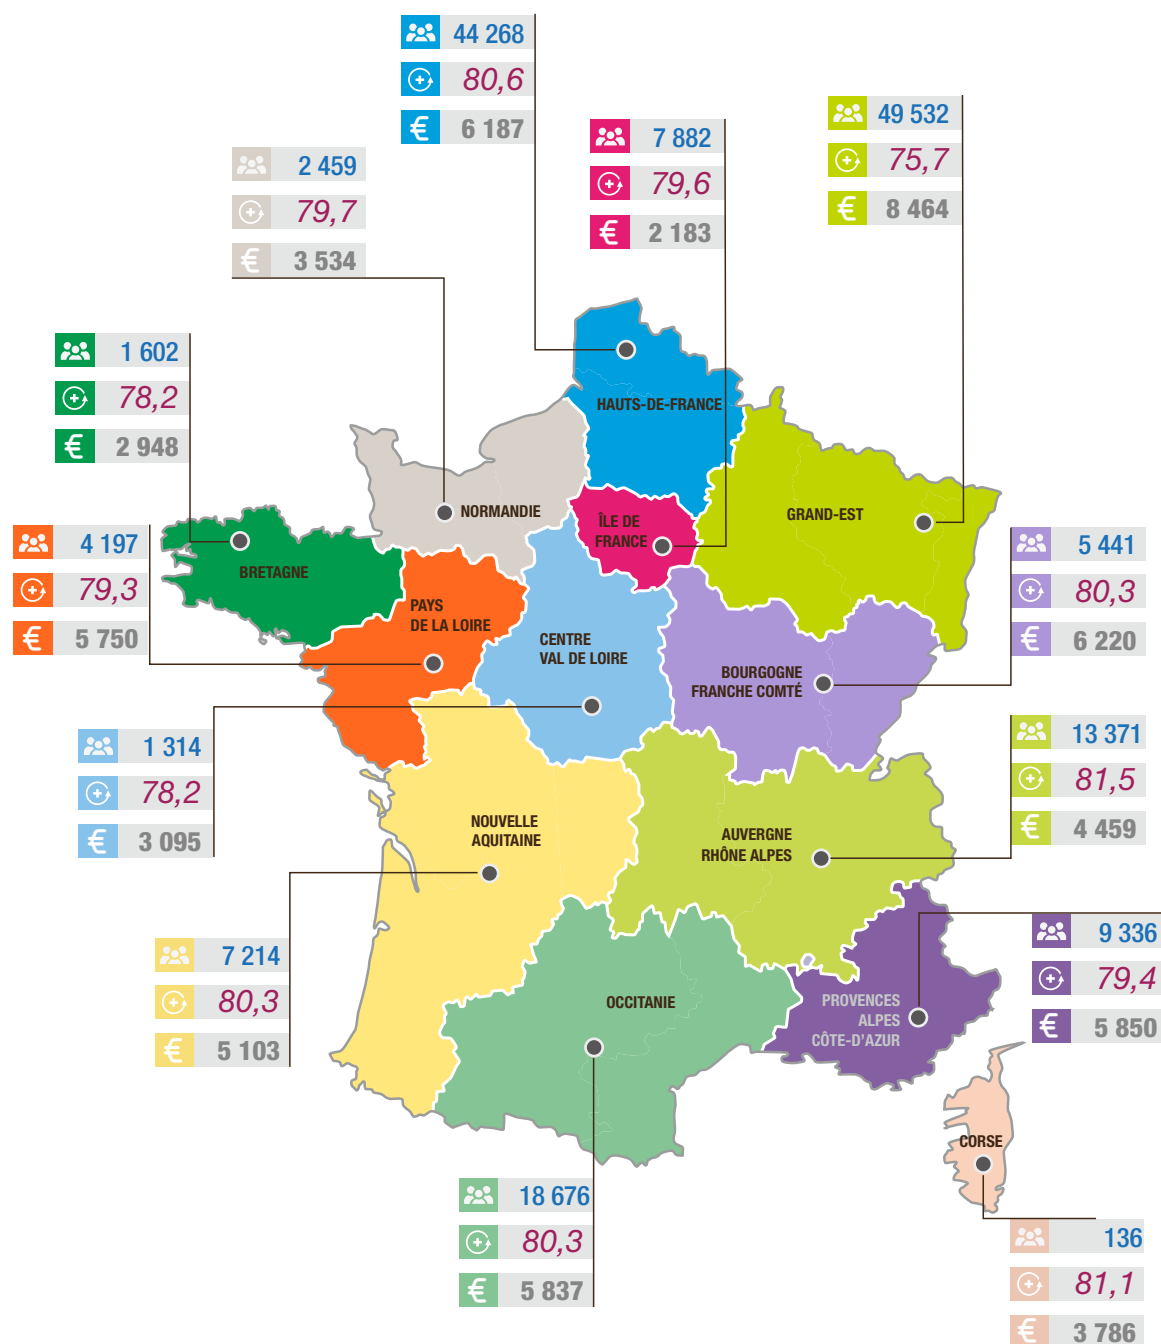 44 268
80,6
€ 6 187
49 532
75,7
€ 8 464
7 882
79,6
€ 2 183
2 459
79,7
€ 3 534
1 602
78,2
€ 2 948
HAUTS-DE-FRANCE
NORMANDIE
ÎLE DE
FRANCE
GRAND-EST
BRETAGNE
4 197
79,3
€ 5 750
5 441
80,3
€ 6 220
PAYS
DE LA LOIRE
CENTRE
VAL DE LOIRE
BOURGOGNE
FRANCHE COMTÉ
1 314
78,2
€ 3 095
13 371
81,5
€ 4 459
NOUVELLE
AQUITAINE
AUVERGNE
RHÔNE ALPES
7 214
80,3
€ 5 103
9 336
79,4
€ 5 850
OCCITANIE
PROVENCES
ALPES
CÔTE-D'AZUR
CORSE
18 676
80,3
€ 5 837
136
81,1
€ 3 786